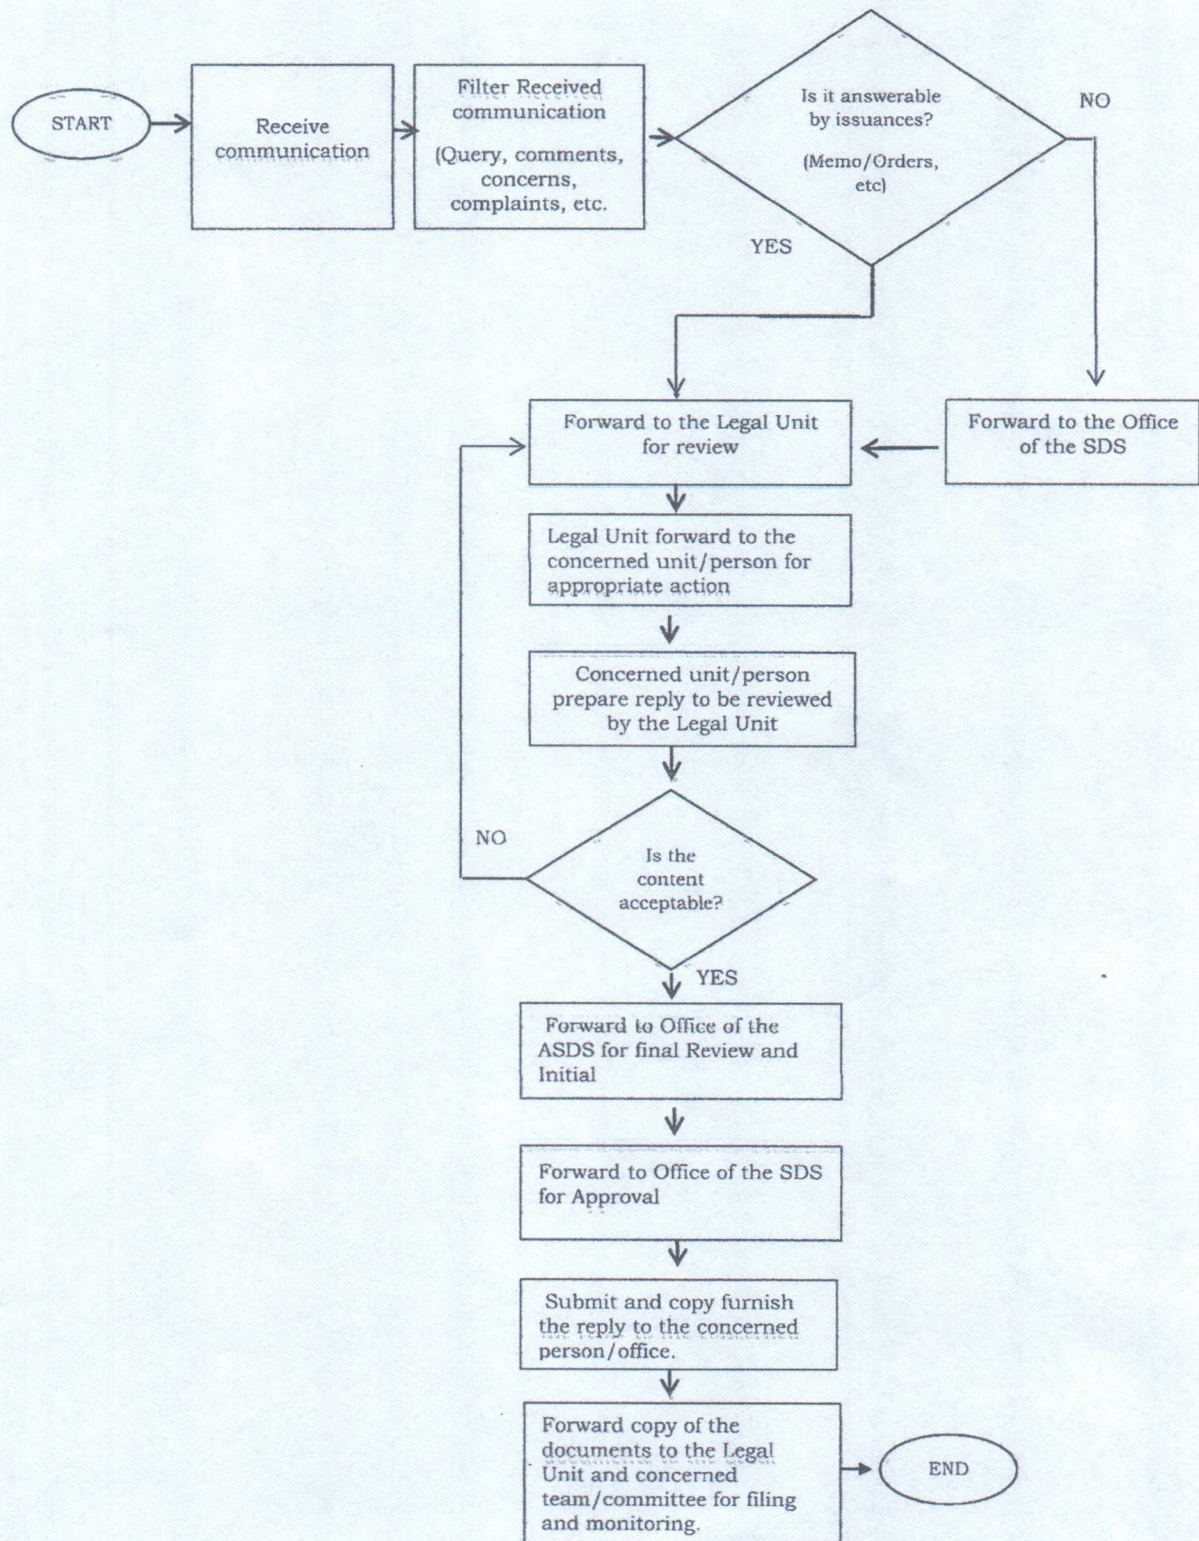 START
Receive
communication
Filter Received
communication
(Query, comments,
concerns,
complaints, etc.
Is it answerable
by issuances?
(Memo/Orders,
etc)
NO
YES
Forward to the Legal Unit
for review
Forward to the Office
of the SDS
Legal Unit forward to the
concerned unit/person for
appropriate action
Concerned unit/person
prepare reply to be reviewed
by the Legal Unit
NO
Is the
content
acceptable?
YES
Forward to Office of the
ASDS for final Review and
Initial
Forward to Office of the SDS
for Approval
Submit and copy furnish
the reply to the concerned
person/office.
Forward copy of the
documents to the Legal
Unit and concerned
team/committee for filing
and monitoring.
END